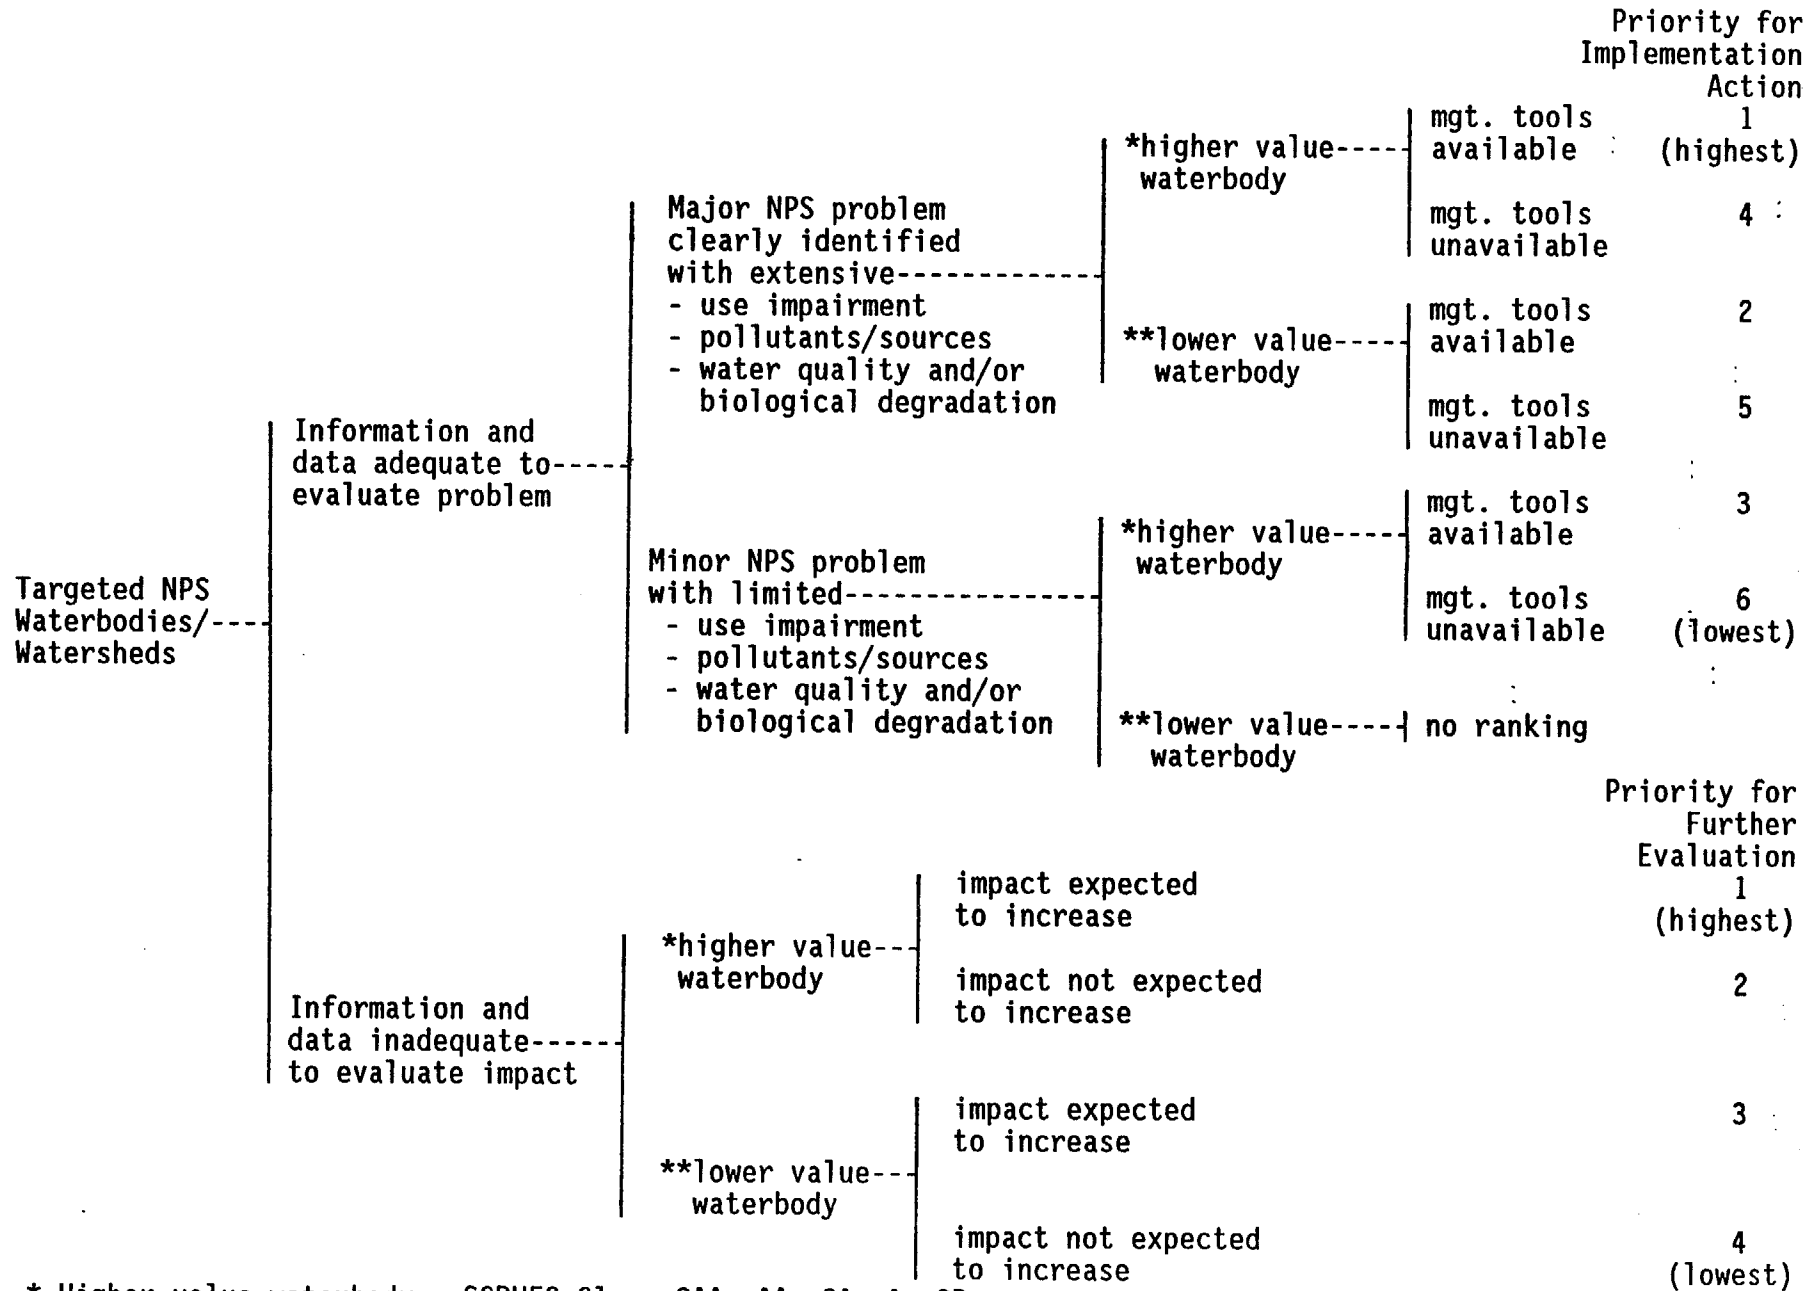 Priority for
Implementation
Action
mgt. tools available 1 (highest)
*higher value-----
waterbody
mgt. tools unavailable 4
Major NPS problem
clearly identified
with extensive-------------
- use impairment
- pollutants/sources
- water quality and/or
biological degradation
mgt. tools available 2
**lower value-----
waterbody
mgt. tools unavailable 5
Information and
data adequate to-----
evaluate problem
mgt. tools available 3
*higher value-----
waterbody
Minor NPS problem
with limited----------------
- use impairment
- pollutants/sources
- water quality and/or
biological degradation
mgt. tools unavailable 6 (lowest)
Targeted NPS
Waterbodies/----
Watersheds
**lower value-----
waterbody
no ranking
Priority for
Further
Evaluation
impact expected
to increase
1
(highest)
*higher value---
waterbody
impact not expected
to increase
2
Information and
data inadequate------
to evaluate impact
impact expected
to increase
3
**lower value---
waterbody
impact not expected
to increase
4
(lowest)
* Higher value waterbody